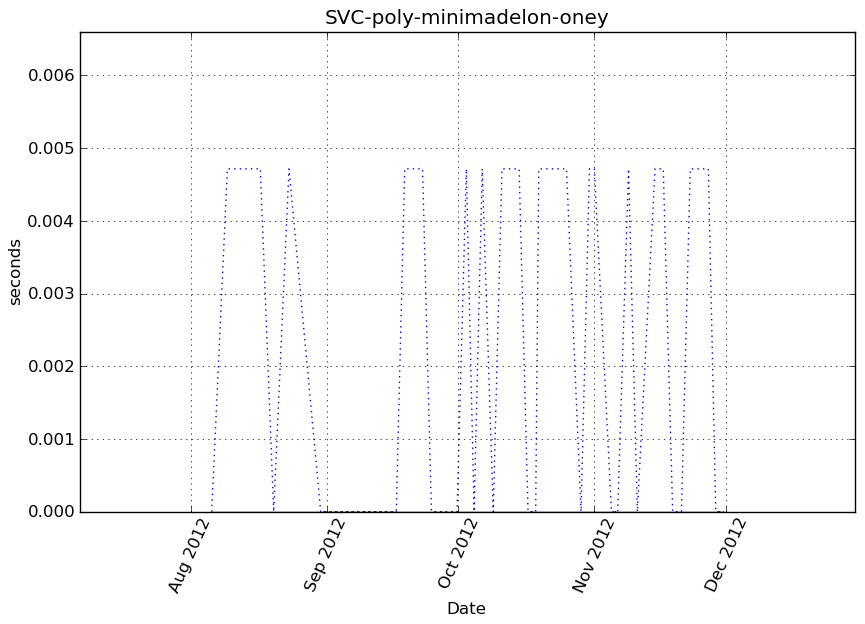 SVC-poly-minimadelon-oney
0.006
0.005
0.004
0.003
0.002
0.001
0.000
seconds
Aug 2012
Sep 2012
Oct 2012
Nov 2012
Dec 2012
Date